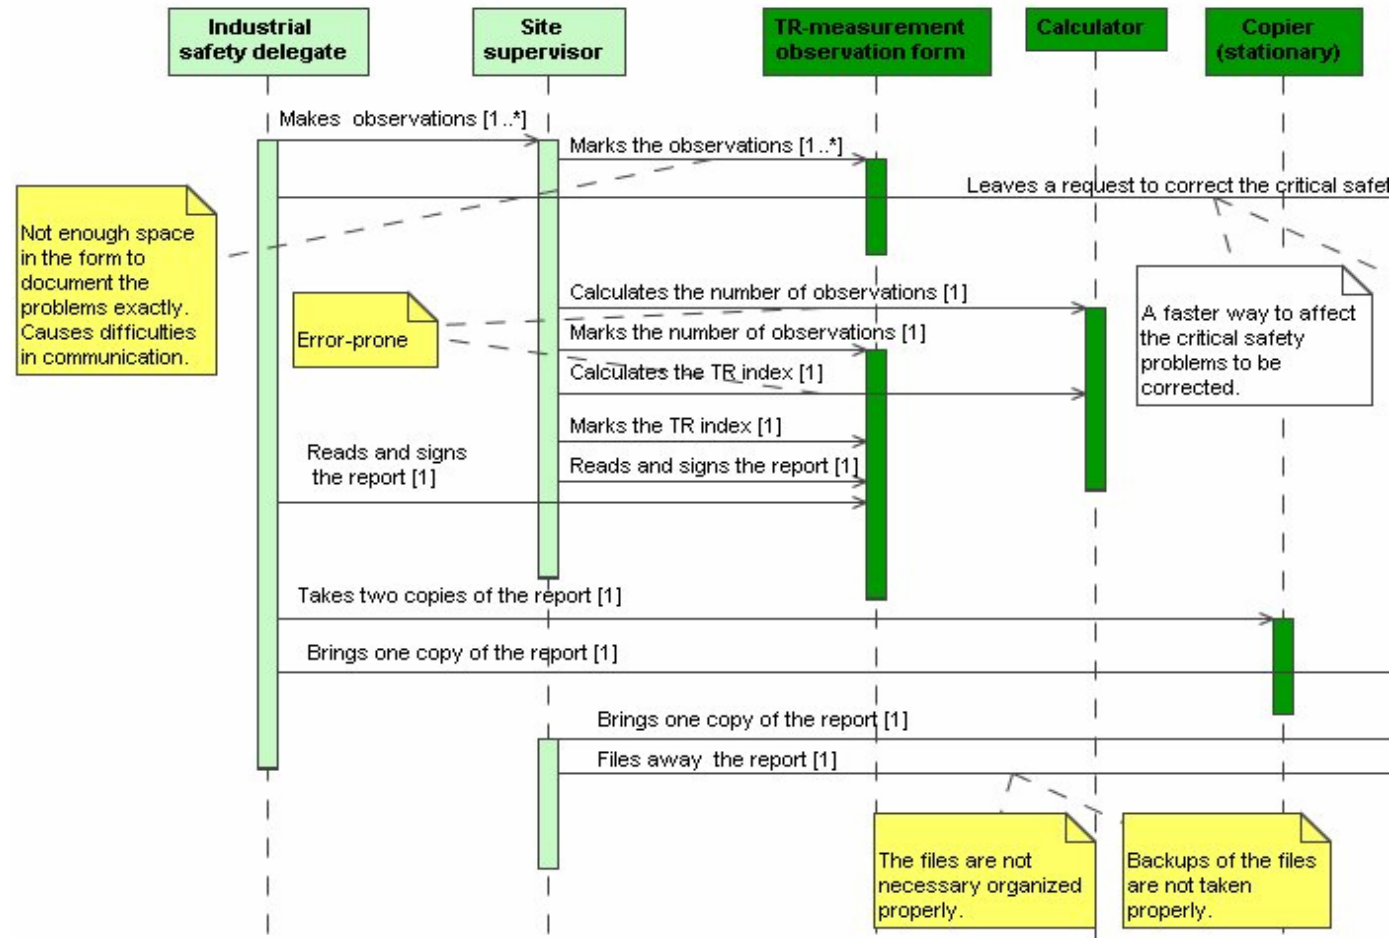 Industrial
safety delegate
Site
supervisor
TR-measurement
observation form
Calculator
Copier
(stationary)
Makes observations [1..*]
Marks the observations [1..*]
Leaves a request to correct the critical safet
Not enough space
in the form to
document the
problems exactly.
Causes difficulties
in communication.
Calculates the number of observations [1]
Error-prone
Marks the number of observations [1]
A faster way to affect
the critical safety
problems to be
corrected.
Calculates the TR index [1]
Marks the TR index [1]
Reads and signs
the report [1]
Reads and signs the report [1]
Takes two copies of the report [1]
Brings one copy of the report [1]
Brings one copy of the report [1]
Files away the report [1]
The files are not
necessary organized
properly.
Backups of the files
are not taken
properly.